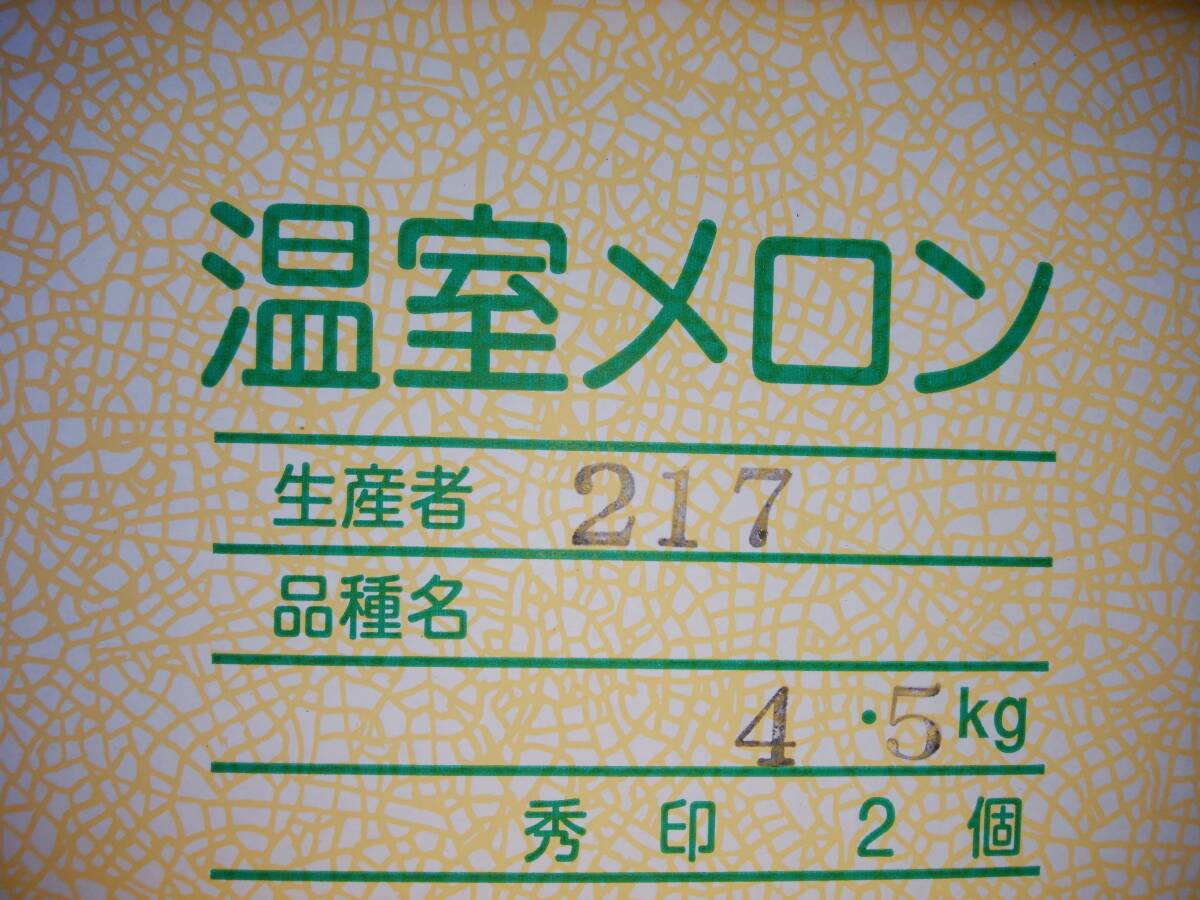 温室メロン
生産者 217
品種名
4.5kg
秀印 2個